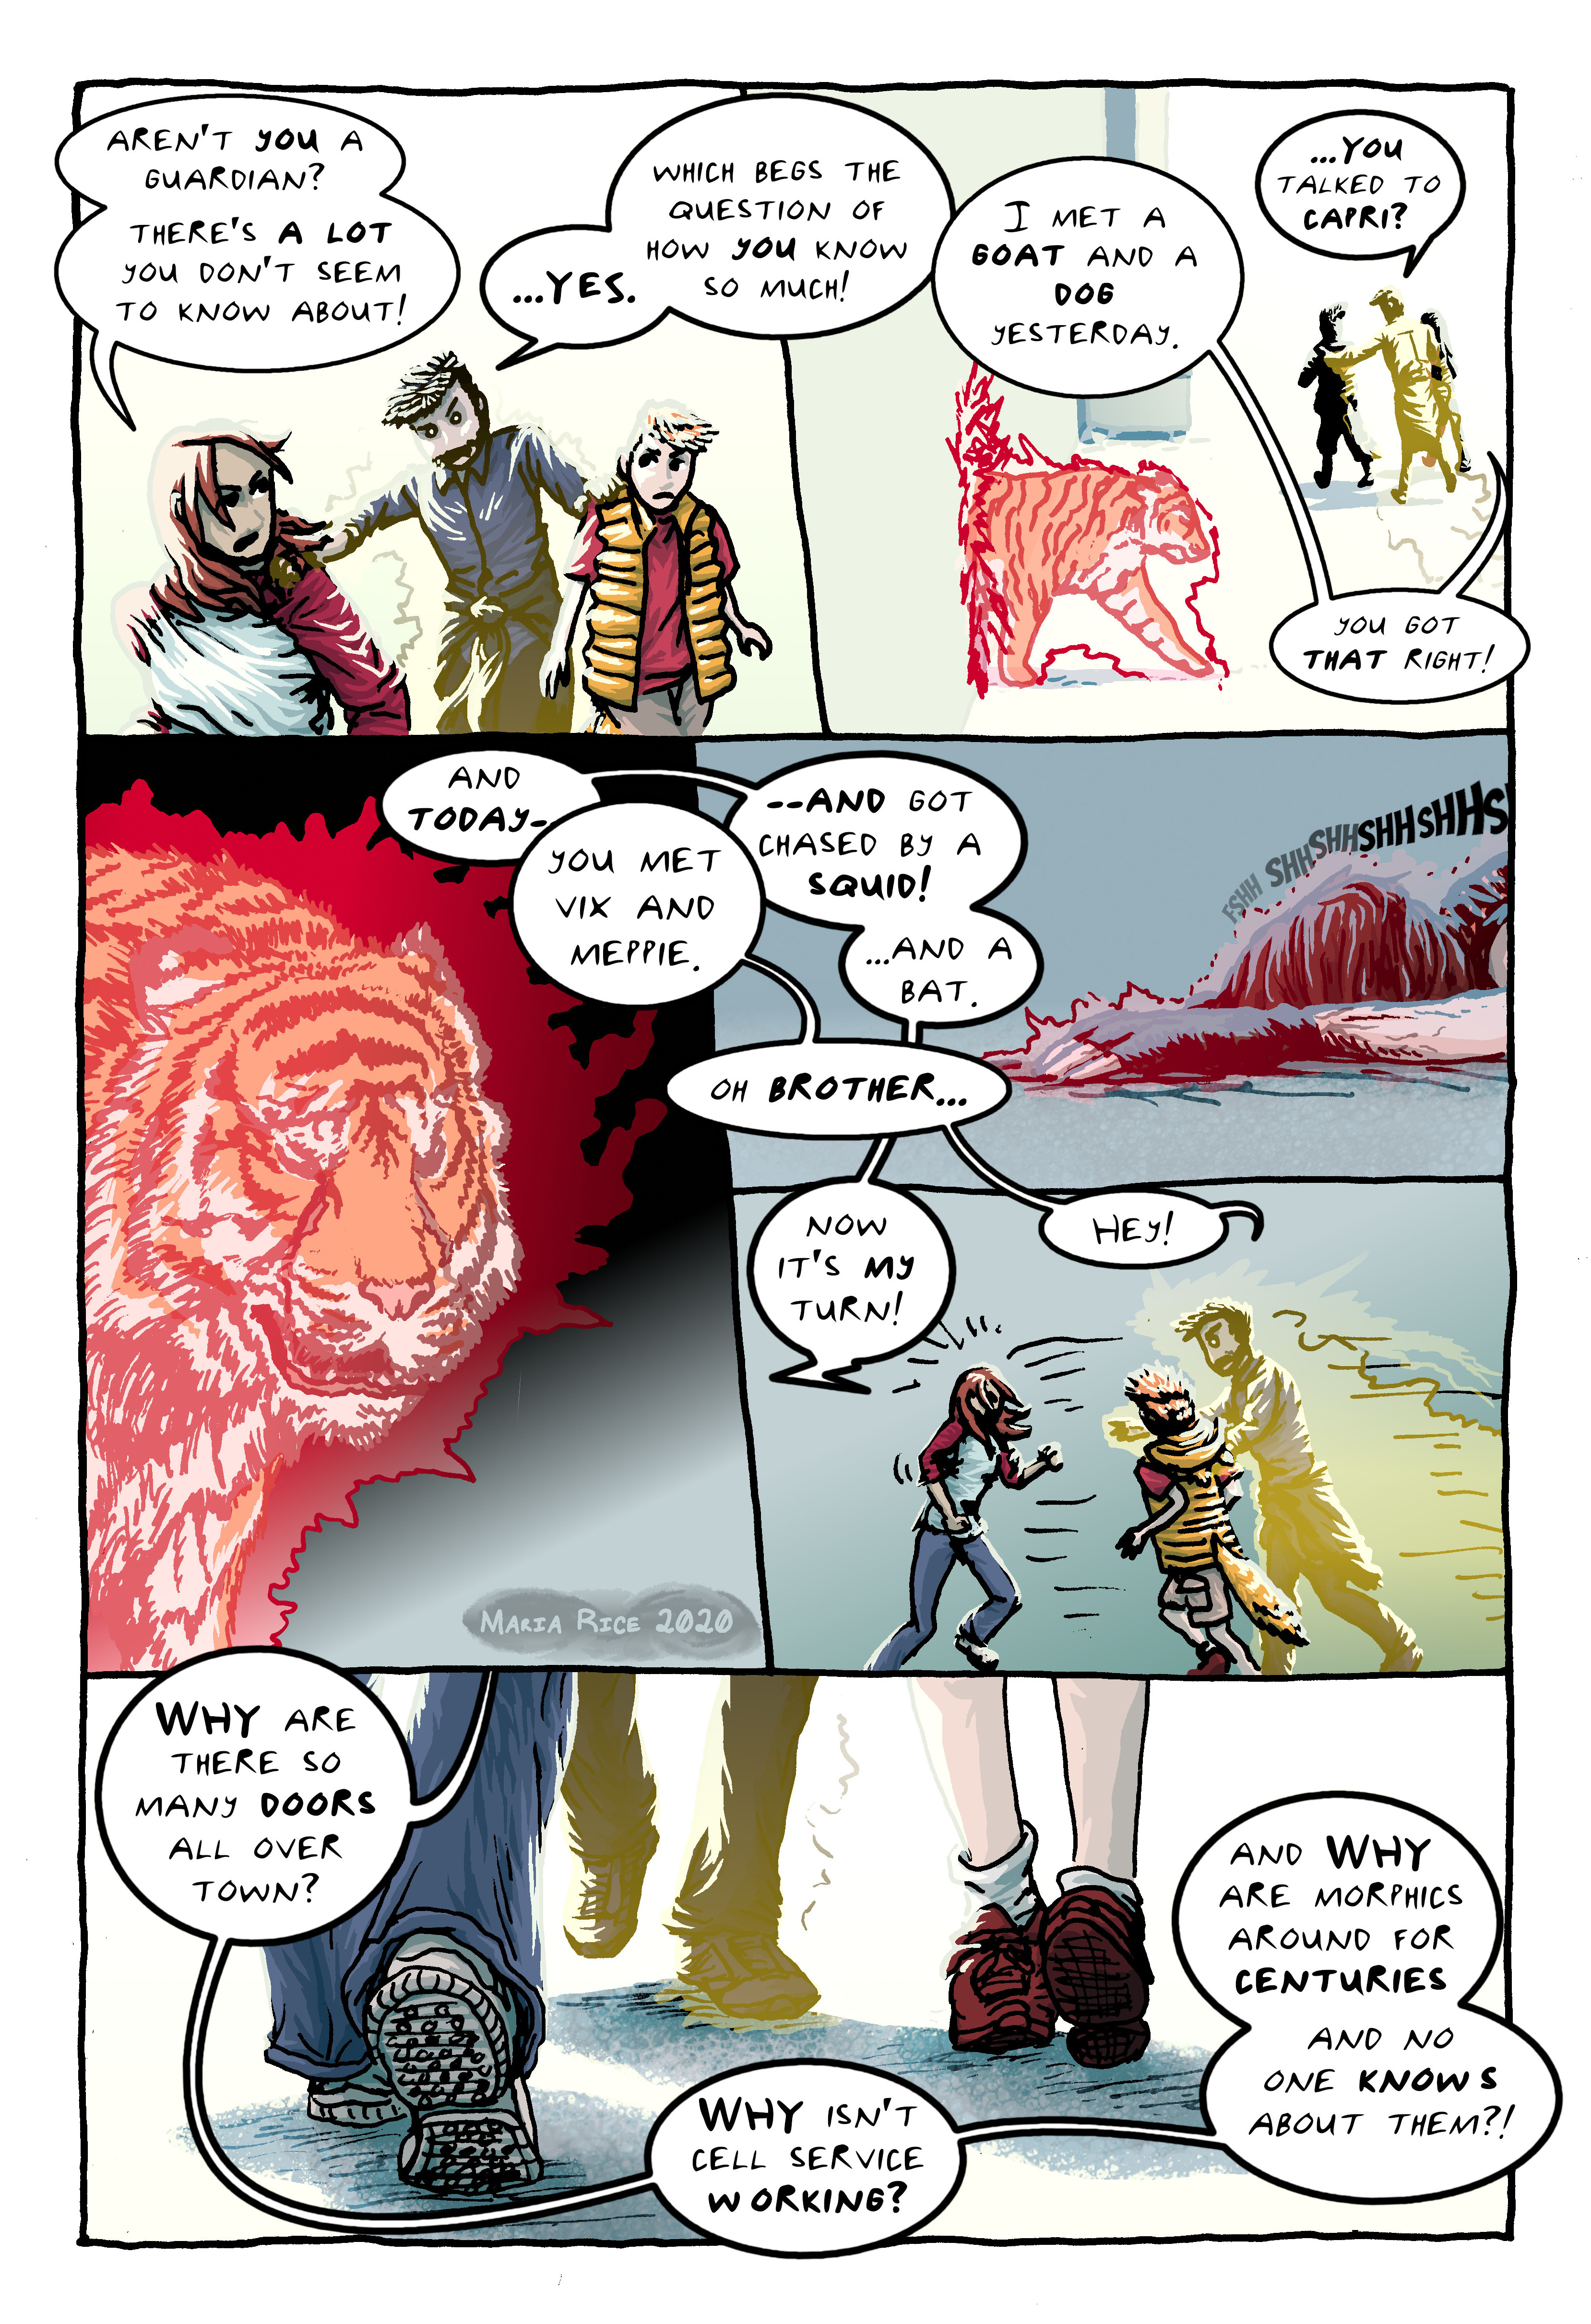 AREN'T YOU A
GUARDIAN?
THERE'S A LOT
YOU DON'T SEEM
TO KNOW ABOUT!
...YES.
WHICH BEGS THE
QUESTION OF
HOW YOU KNOW
SO MUCH!
I MET A
GOAT AND A
DOG
YESTERDAY.
...YOU
TALKED TO
CAPRI?
YOU GOT
THAT RIGHT!
AND
TODAY-
YOU MET
VIX AND
MEPPIE.
--AND GOT
CHASED BY A
SQUID!
...AND A
BAT.
FSHH SHHSHHSHHSHHS
OH BROTHER...
NOW
IT'S MY
TURN!
HEY!
MARIA RICE 2020
WHY ARE
THERE SO
MANY DOORS
ALL OVER
TOWN?
WHY ISN'T
CELL SERVICE
WORKING?
AND WHY
ARE MORPHICS
AROUND FOR
CENTURIES
AND NO
ONE KNOWS
ABOUT THEM?!